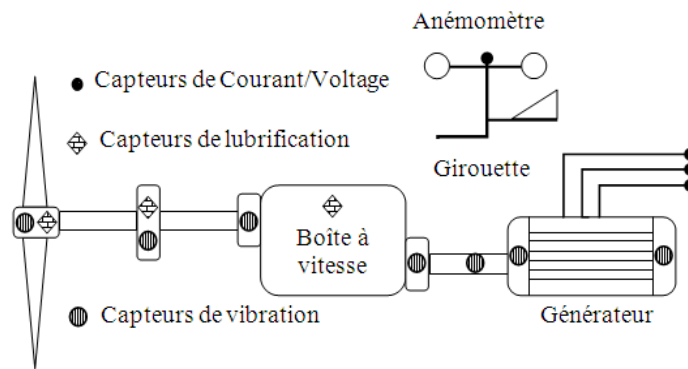 Anémomètre
Capteurs de Courant/Voltage
Capteurs de lubrification
Girouette
Boîte à
vitesse
Capteurs de vibration
Générateur